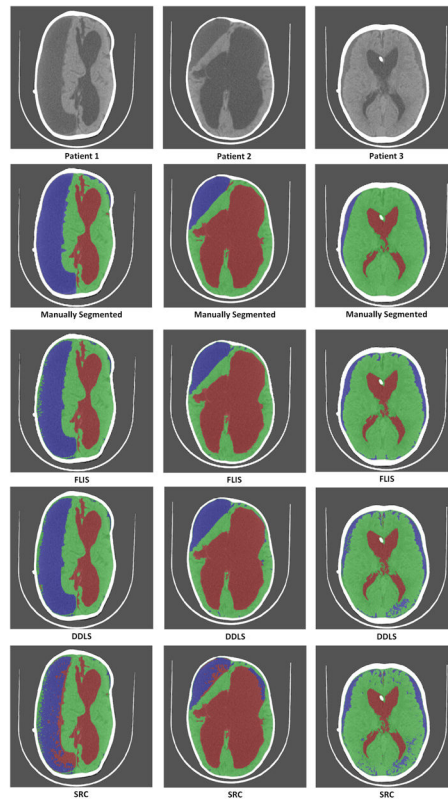 Patient 1
Patient 2
Patient 3
Manually Segmented
Manually Segmented
Manually Segmented
FLIS
FLIS
FLIS
DDLS
DDLS
DDLS
SRC
SRC
SRC